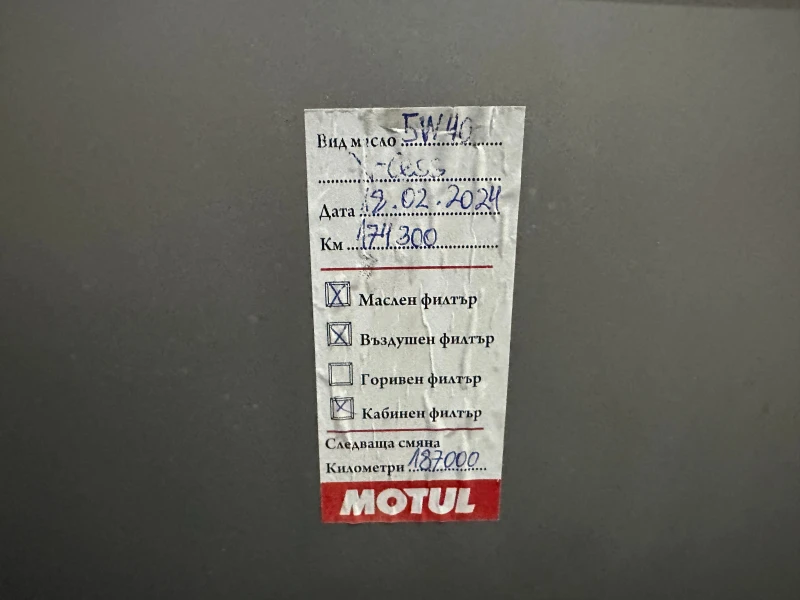 Вид масло 5W40
X-Cess
Дата 18.02.2024
Км 174300
Маслен филтър
Въздушен филтър
Горивен филтър
Кабинен филтър
Следваща смяна
Километри 187000
MOTUL